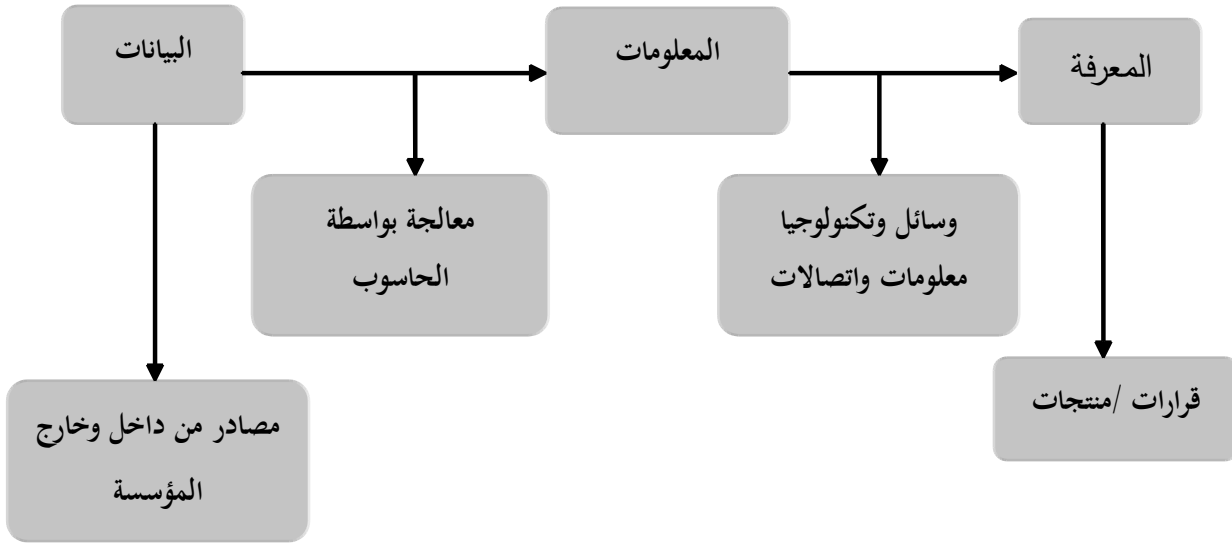 البيانات
المعلومات
المعرفة
معالجة بواسطة
الحاسوب
وسائل وتكنولوجيا
معلومات واتصالات
قرارات /منتجات
مصادر من داخل وخارج
المؤسسة